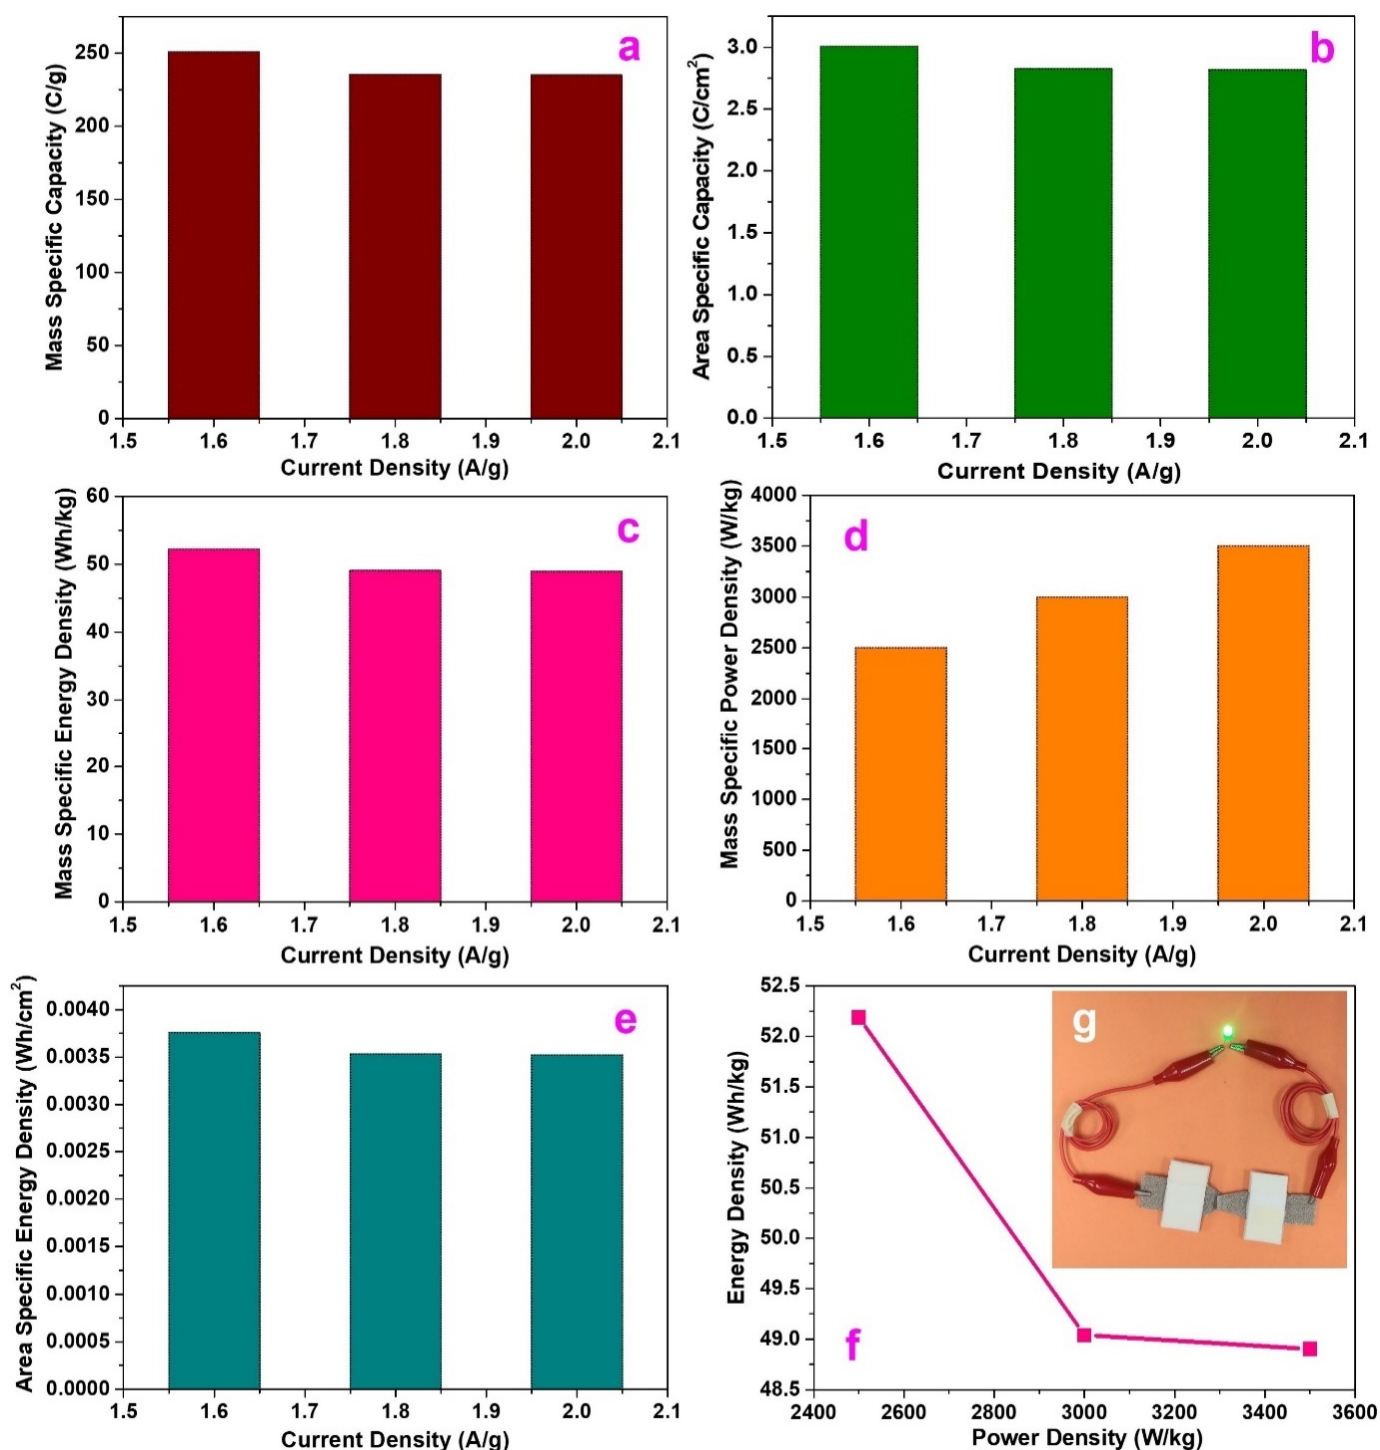 a
Mass Specific Capacity (C/g)
250
200
150
100
50
0
1.5 1.6 1.7 1.8 1.9 2.0 2.1
Current Density (A/g)
b
Area Specific Capacity (C/cm²)
3.0
2.5
2.0
1.5
1.0
0.5
0.0
1.5 1.6 1.7 1.8 1.9 2.0 2.1
Current Density (A/g)
c
Mass Specific Energy Density (Wh/kg)
60
50
40
30
20
10
0
1.5 1.6 1.7 1.8 1.9 2.0 2.1
Current Density (A/g)
d
Mass Specific Power Density (W/kg)
4000
3500
3000
2500
2000
1500
1000
500
0
1.5 1.6 1.7 1.8 1.9 2.0 2.1
Current Density (A/g)
e
Area Specific Energy Density (Wh/cm²)
0.0040
0.0035
0.0030
0.0025
0.0020
0.0015
0.0010
0.0005
0.0000
1.5 1.6 1.7 1.8 1.9 2.0 2.1
Current Density (A/g)
g
Energy Density (Wh/kg)
52.5
52.0
51.5
51.0
50.5
50.0
49.5
49.0
48.5
f
2400 2600 2800 3000 3200 3400 3600
Power Density (W/kg)